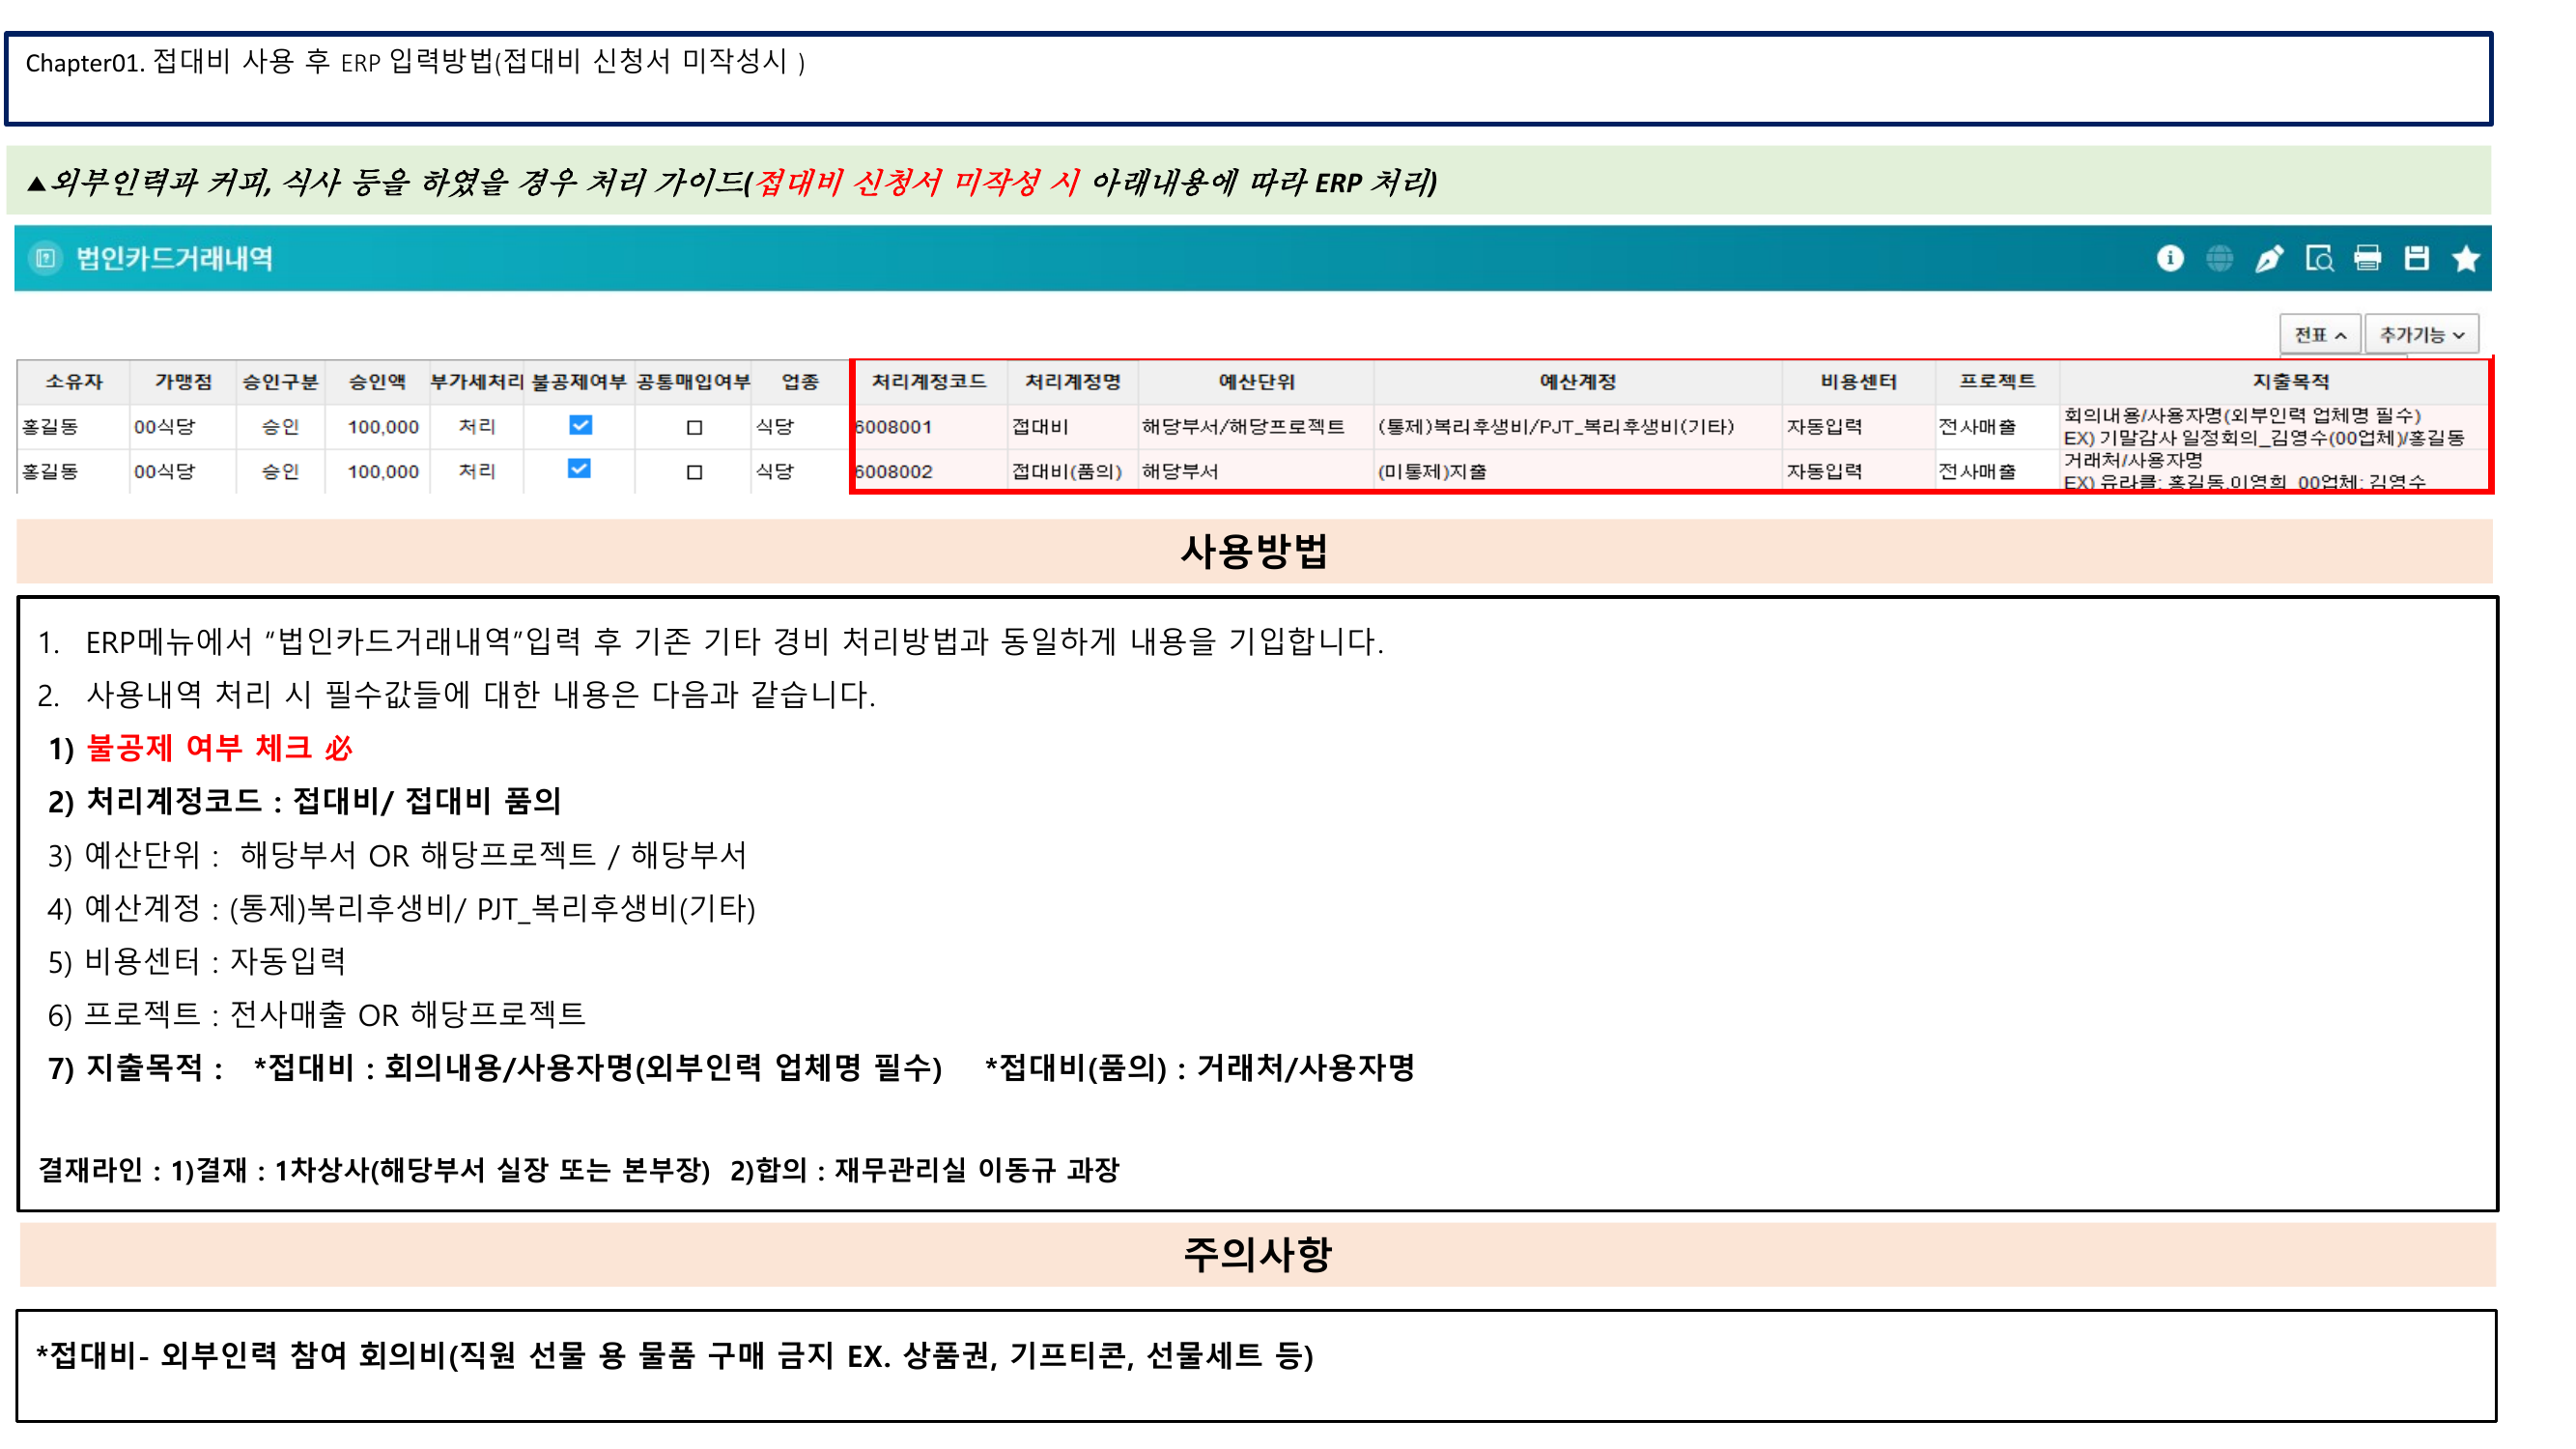 Chapter01. 접대비 사용 후 ERP 입력방법(접대비 신청서 미작성시 )
▲외부인력과 커피, 식사 등을 하였을 경우 처리 가이드(접대비 신청서 미작성 시 아래내용에 따라 ERP 처리)
법인카드거래내역
전표 추가기능
소유자 가맹점 승인구분 승인액 부가세처리 불공제여부 공통매입여부 업종 처리계정코드 처리계정명 예산단위 예산계정 비용센터 프로젝트 지출목적
홍길동 00식당 승인 100,000 처리 식당 6008001 접대비 해당부서/해당프로젝트 (통제)복리후생비/PJT_복리후생비(기타) 자동입력 전사매출 회의내용/사용자명(외부인력 업체명 필수)
EX) 기말감사 일정회의_김영수(00업체)/홍길동
홍길동 00식당 승인 100,000 처리 식당 6008002 접대비(품의) 해당부서 (미통제)지출 자동입력 전사매출 거래처/사용자명
EX) 유라클: 홍길동,이영희 00업체: 김영수
사용방법
1. ERP메뉴에서 “법인카드거래내역”입력 후 기존 기타 경비 처리방법과 동일하게 내용을 기입합니다.
2. 사용내역 처리 시 필수값들에 대한 내용은 다음과 같습니다.
1) 불공제 여부 체크 必
2) 처리계정코드 : 접대비/ 접대비 품의
3) 예산단위 : 해당부서 OR 해당프로젝트 / 해당부서
4) 예산계정 : (통제)복리후생비/ PJT_복리후생비(기타)
5) 비용센터 : 자동입력
6) 프로젝트 : 전사매출 OR 해당프로젝트
7) 지출목적 : *접대비 : 회의내용/사용자명(외부인력 업체명 필수) *접대비(품의) : 거래처/사용자명
결재라인 : 1)결재 : 1차상사(해당부서 실장 또는 본부장) 2)합의 : 재무관리실 이동규 과장
주의사항
*접대비- 외부인력 참여 회의비(직원 선물 용 물품 구매 금지 EX. 상품권, 기프티콘, 선물세트 등)